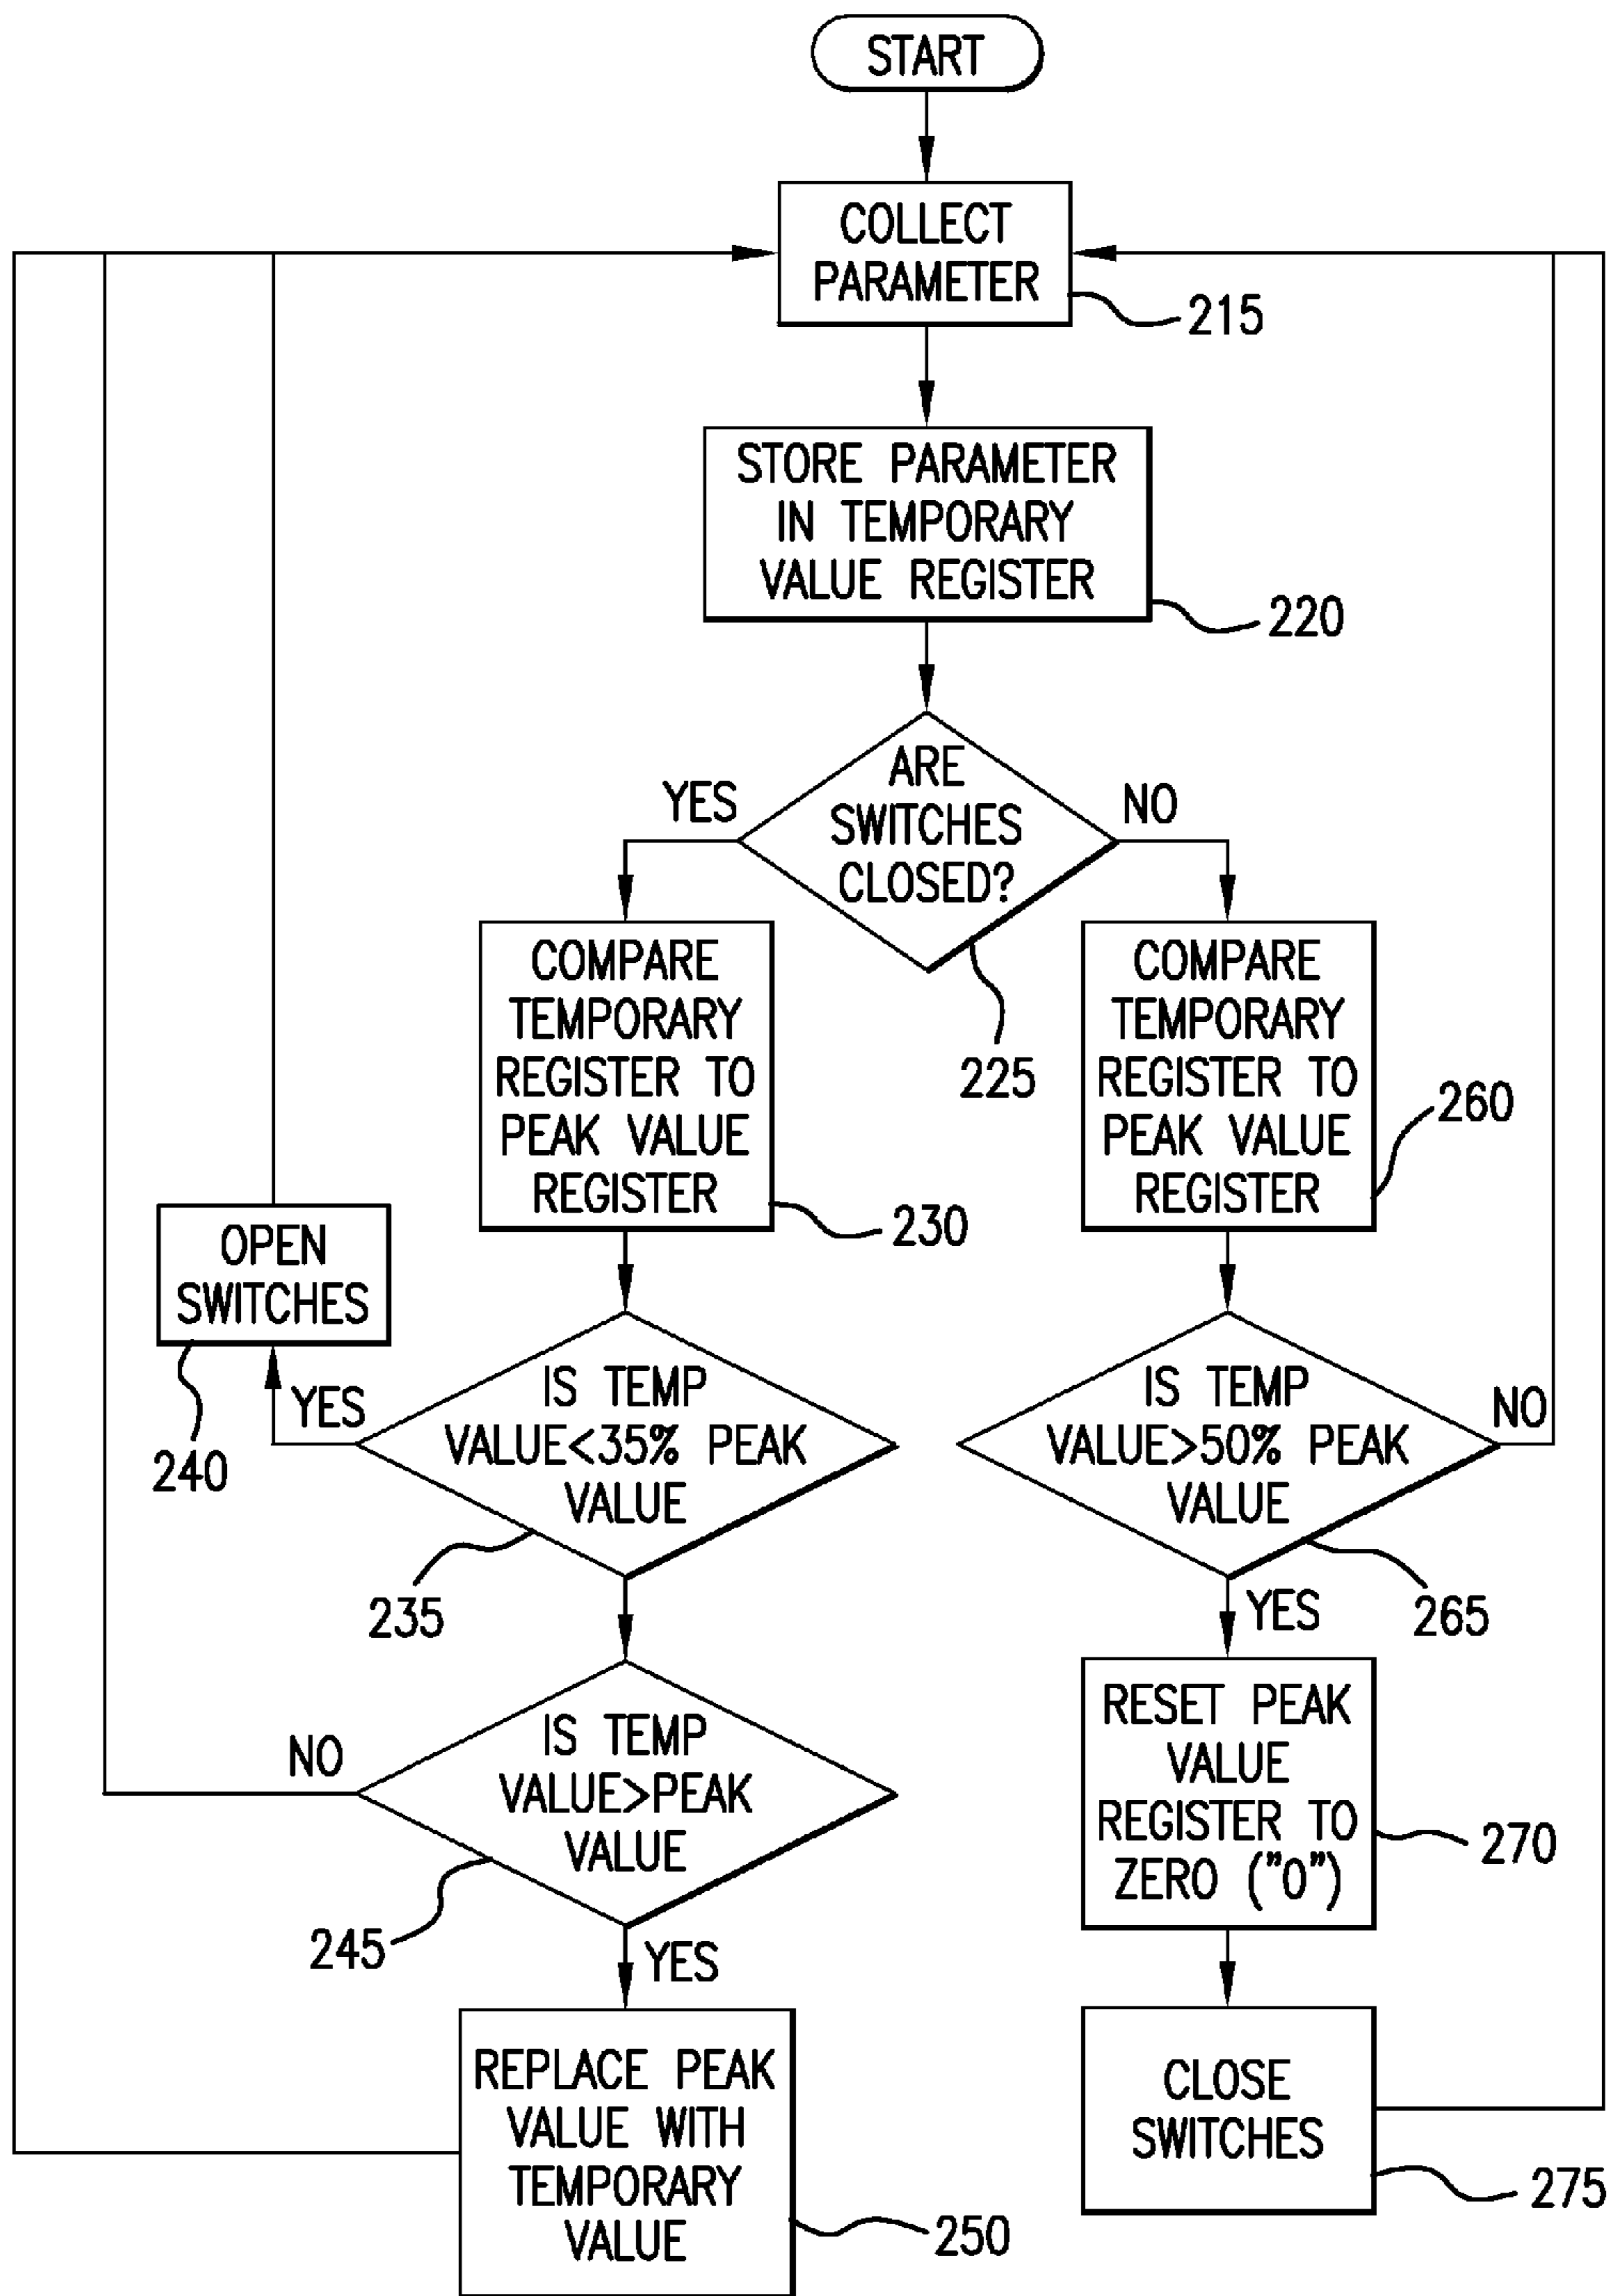 START
COLLECT
PARAMETER
215
STORE PARAMETER
IN TEMPORARY
VALUE REGISTER
220
ARE
SWITCHES
CLOSED?
YES
NO
225
COMPARE
TEMPORARY
REGISTER TO
PEAK VALUE
REGISTER
230
COMPARE
TEMPORARY
REGISTER TO
PEAK VALUE
REGISTER
260
OPEN
SWITCHES
240
YES
IS TEMP
VALUE<35% PEAK
VALUE
235
IS TEMP
VALUE>50% PEAK
VALUE
NO
265
YES
IS TEMP
VALUE>PEAK
VALUE
NO
245
YES
RESET PEAK
VALUE
REGISTER TO
ZERO ("0")
270
REPLACE PEAK
VALUE WITH
TEMPORARY
VALUE
250
CLOSE
SWITCHES
275